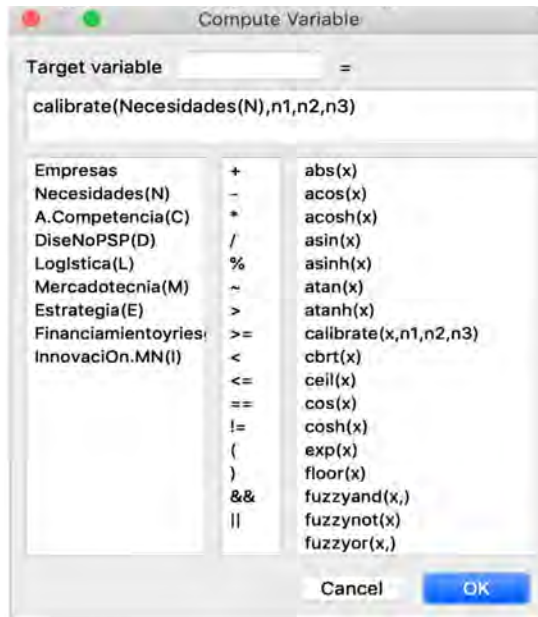 Compute Variable
Target variable =
calibrate(Necesidades(N),n1,n2,n3)
Empresas
Necesidades(N)
A.Competencia(C)
DiseNoPSP(D)
LogIstica(L)
Mercadotecnia(M)
Estrategia(E)
Financiamientoyries
InnovaciOn.MN(I)
+
-
*
/
%
~
>
>=
<
<=
==
!=
(
)
&&
||
abs(x)
acos(x)
acosh(x)
asin(x)
asinh(x)
atan(x)
atanh(x)
calibrate(x,n1,n2,n3)
cbrt(x)
ceil(x)
cos(x)
cosh(x)
exp(x)
floor(x)
fuzzyand(x,)
fuzzynot(x)
fuzzyor(x,)
Cancel
OK